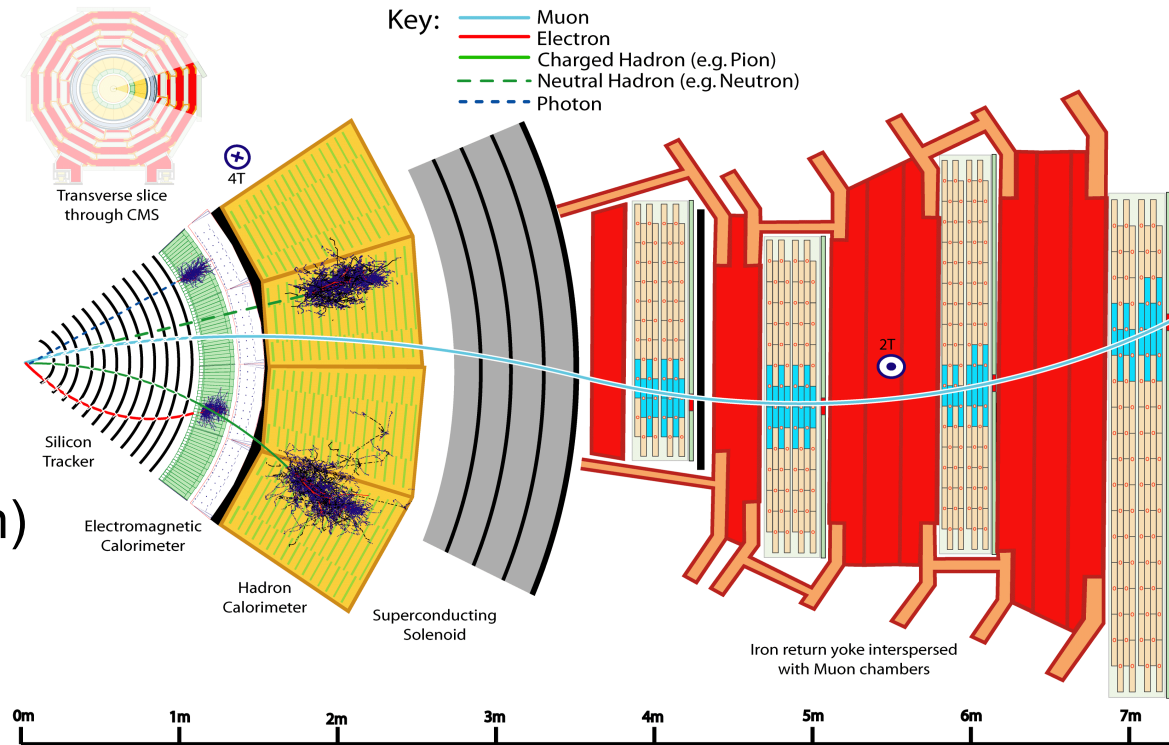 Key:
Muon
Electron
Charged Hadron (e.g. Pion)
Neutral Hadron (e.g. Neutron)
Photon
Transverse slice
through CMS
4T
2T
Silicon
Tracker
)
Electromagnetic
Calorimeter
Hadron
Calorimeter
Superconducting
Solenoid
Iron return yoke interspersed
with Muon chambers
0m 1m 2m 3m 4m 5m 6m 7m